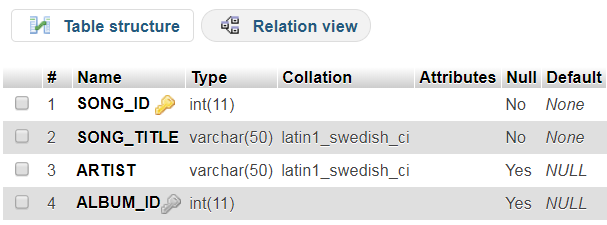 Table structure Relation view
# Name Type Collation Attributes Null Default
1 SONG_ID int(11) No None
2 SONG_TITLE varchar(50) latin1_swedish_ci No None
3 ARTIST varchar(50) latin1_swedish_ci Yes NULL
4 ALBUM_ID int(11) Yes NULL